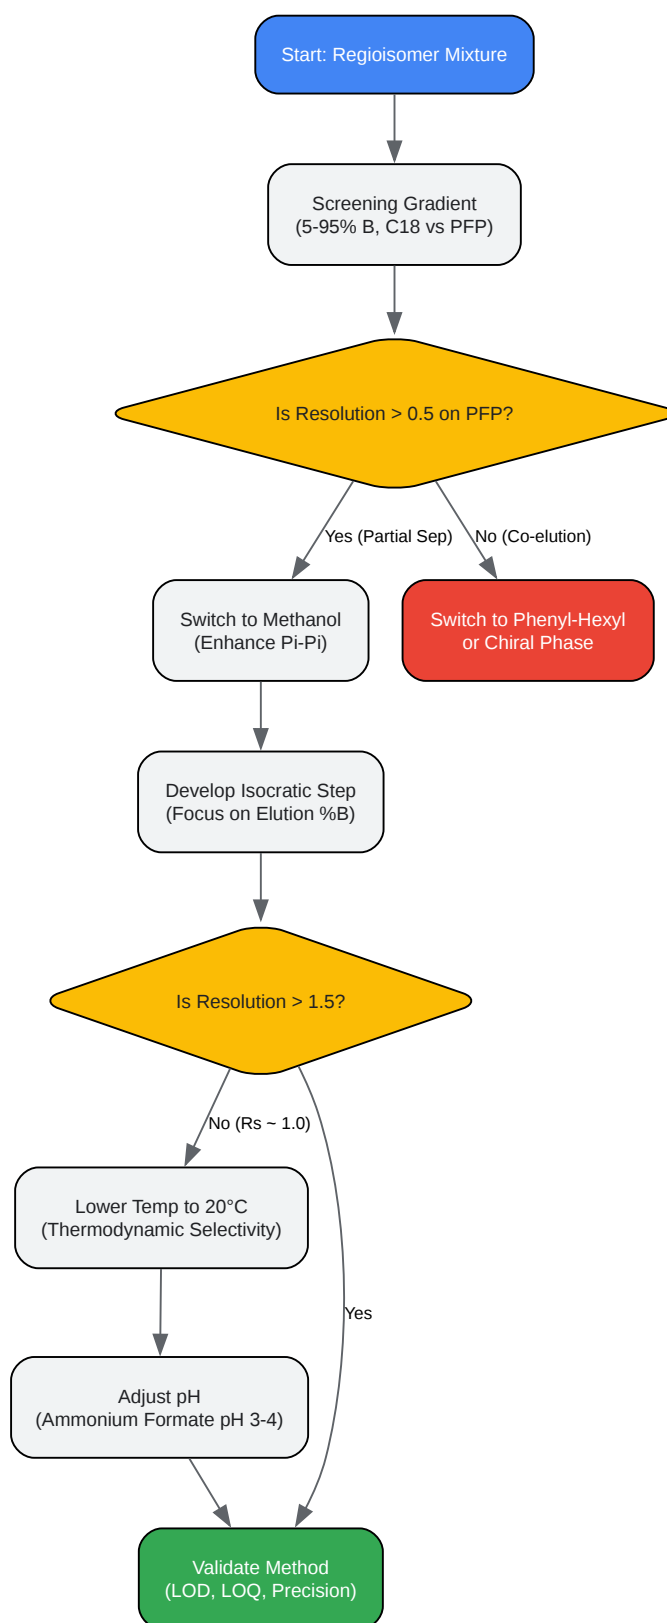 Start: Regioisomer Mixture
Screening Gradient
(5-95% B, C18 vs PFP)
Is Resolution > 0.5 on PFP?
Yes (Partial Sep)
No (Co-elution)
Switch to Methanol
(Enhance Pi-Pi)
Switch to Phenyl-Hexyl
or Chiral Phase
Develop Isocratic Step
(Focus on Elution %B)
Is Resolution > 1.5?
No (Rs ~ 1.0)
Lower Temp to 20°C
(Thermodynamic Selectivity)
Yes
Adjust pH
(Ammonium Formate pH 3-4)
Validate Method
(LOD, LOQ, Precision)